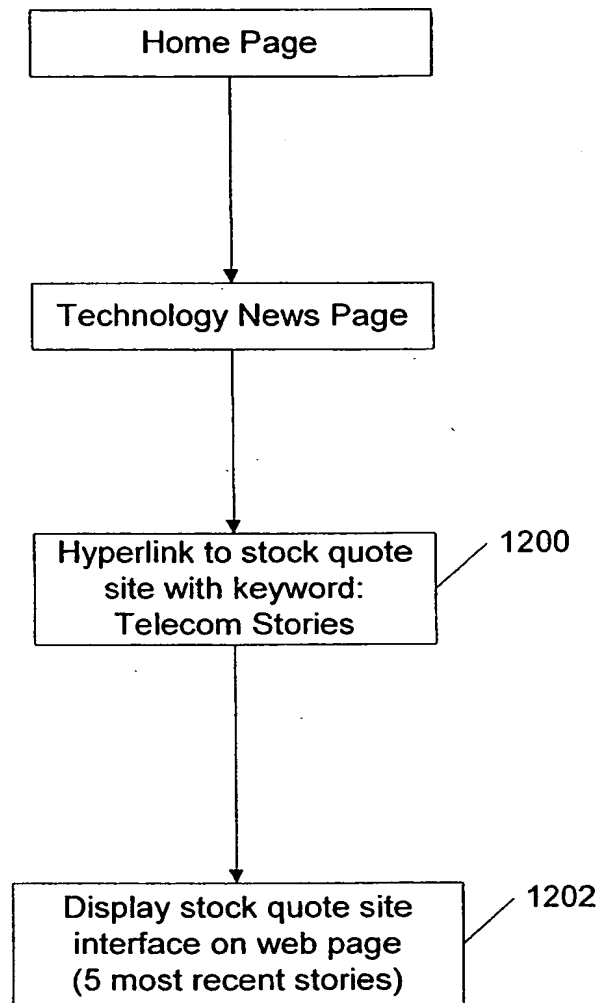 Home Page
Technology News Page
Hyperlink to stock quote
site with keyword:
Telecom Stories
1200
Display stock quote site
interface on web page
(5 most recent stories)
1202